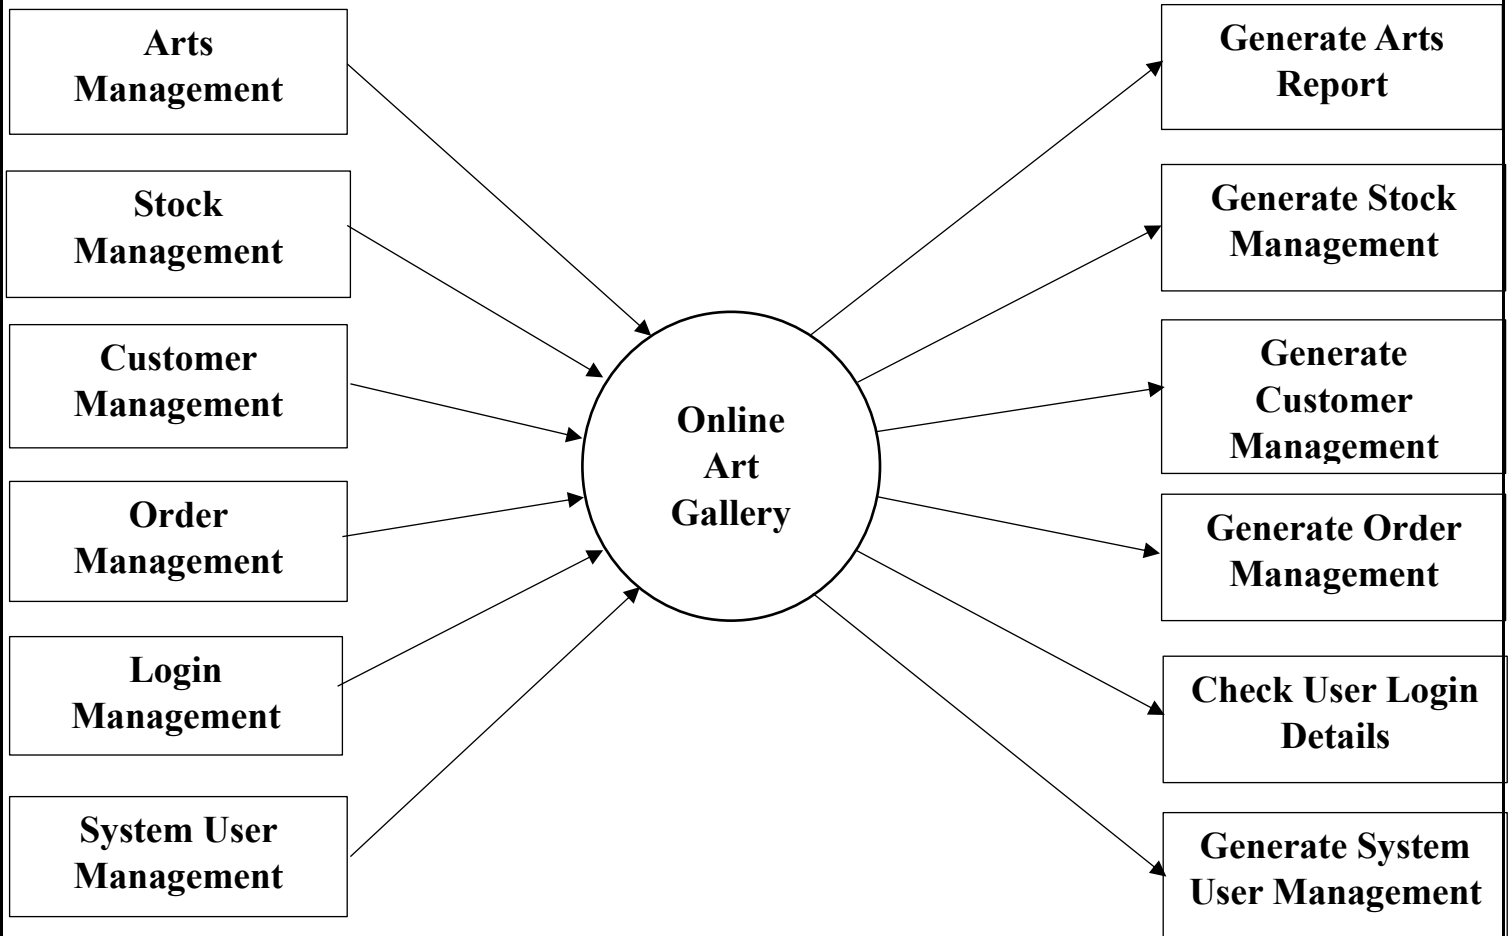 Arts
Management
Stock
Management
Customer
Management
Order
Management
Login
Management
System User
Management
Online
Art
Gallery
Generate Arts
Report
Generate Stock
Management
Generate
Customer
Management
Generate Order
Management
Check User Login
Details
Generate System
User Management